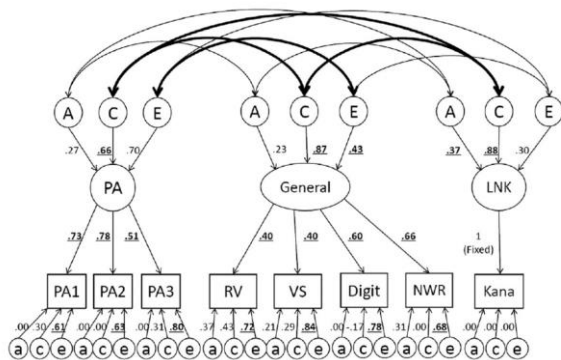 A C E A C E A C E
.27 .66 .70 .23 .87 .43 .37 .88 .30
PA General LNK
.73 .78 .51 .40 .40 .60 .66 1
(Fixed)
PA1 PA2 PA3 RV VS Digit NWR Kana
.00 .30 .61 .00 .00 .63 .00 .31 .80 .37 .43 .72 .21 .29 .84 .00 -.17 .78 .31 .00 .68 .00 .00 .00
a c e a c e a c e a c e a c e a c e a c e a c e